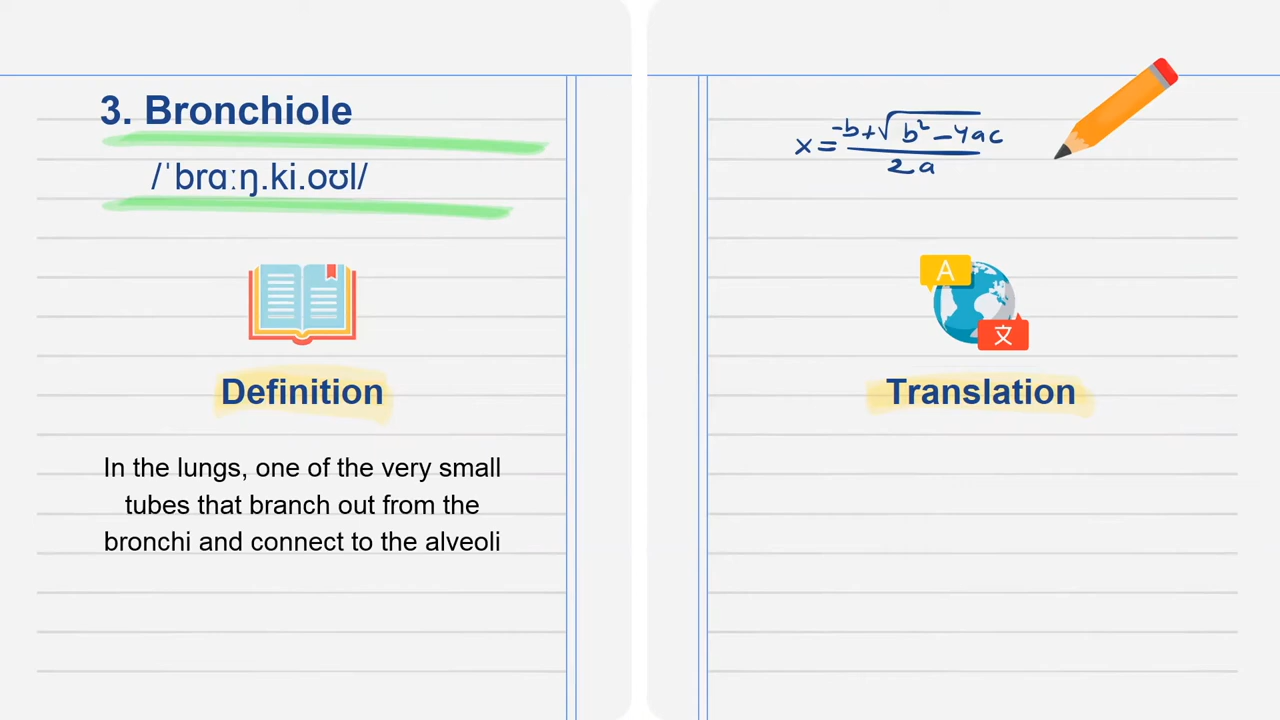 3. Bronchiole
/ˈbrɑːŋ.ki.oʊl/
Definition
In the lungs, one of the very small
tubes that branch out from the
bronchi and connect to the alveoli
x = -b+√b²-4ac / 2a
A
文
Translation